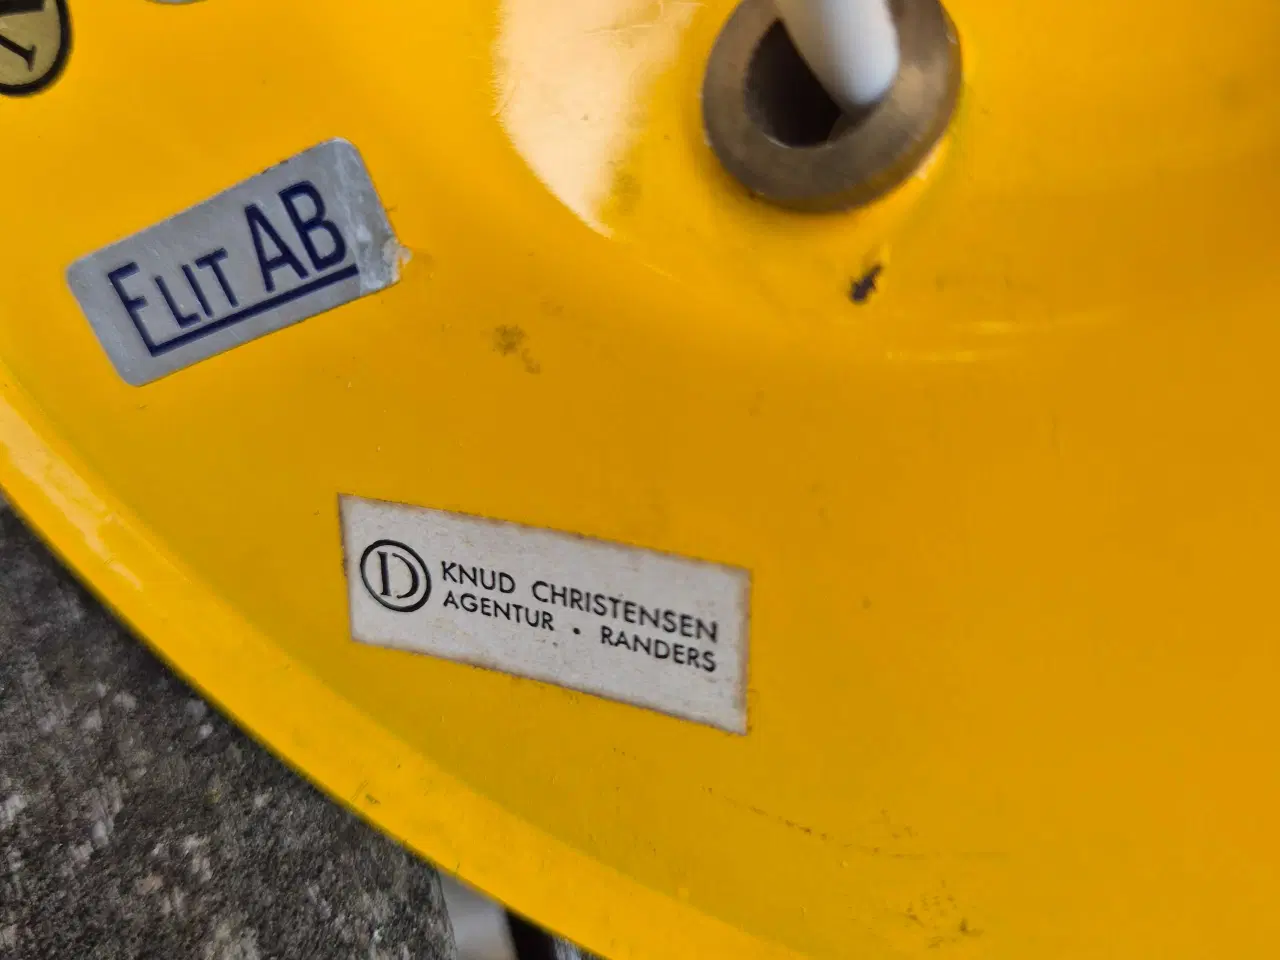 ELIT AB
KNUD CHRISTENSEN
AGENTUR • RANDERS